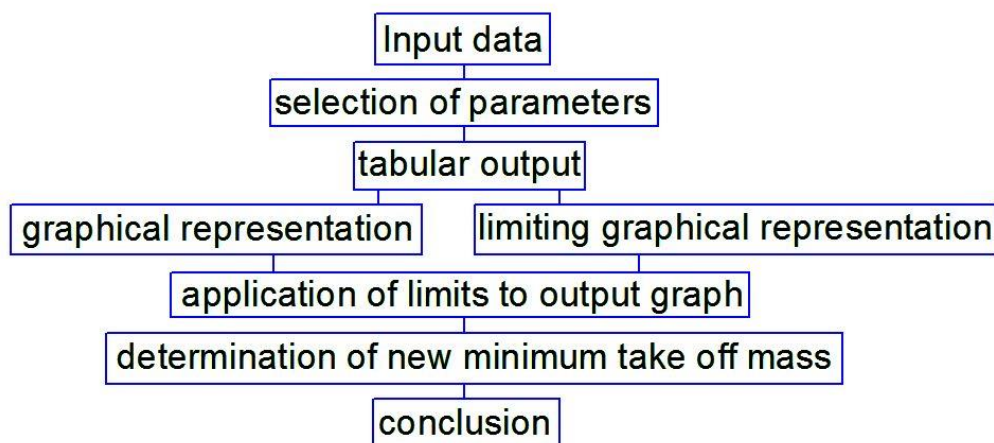 Input data
selection of parameters
tabular output
graphical representation
limiting graphical representation
application of limits to output graph
determination of new minimum take off mass
conclusion